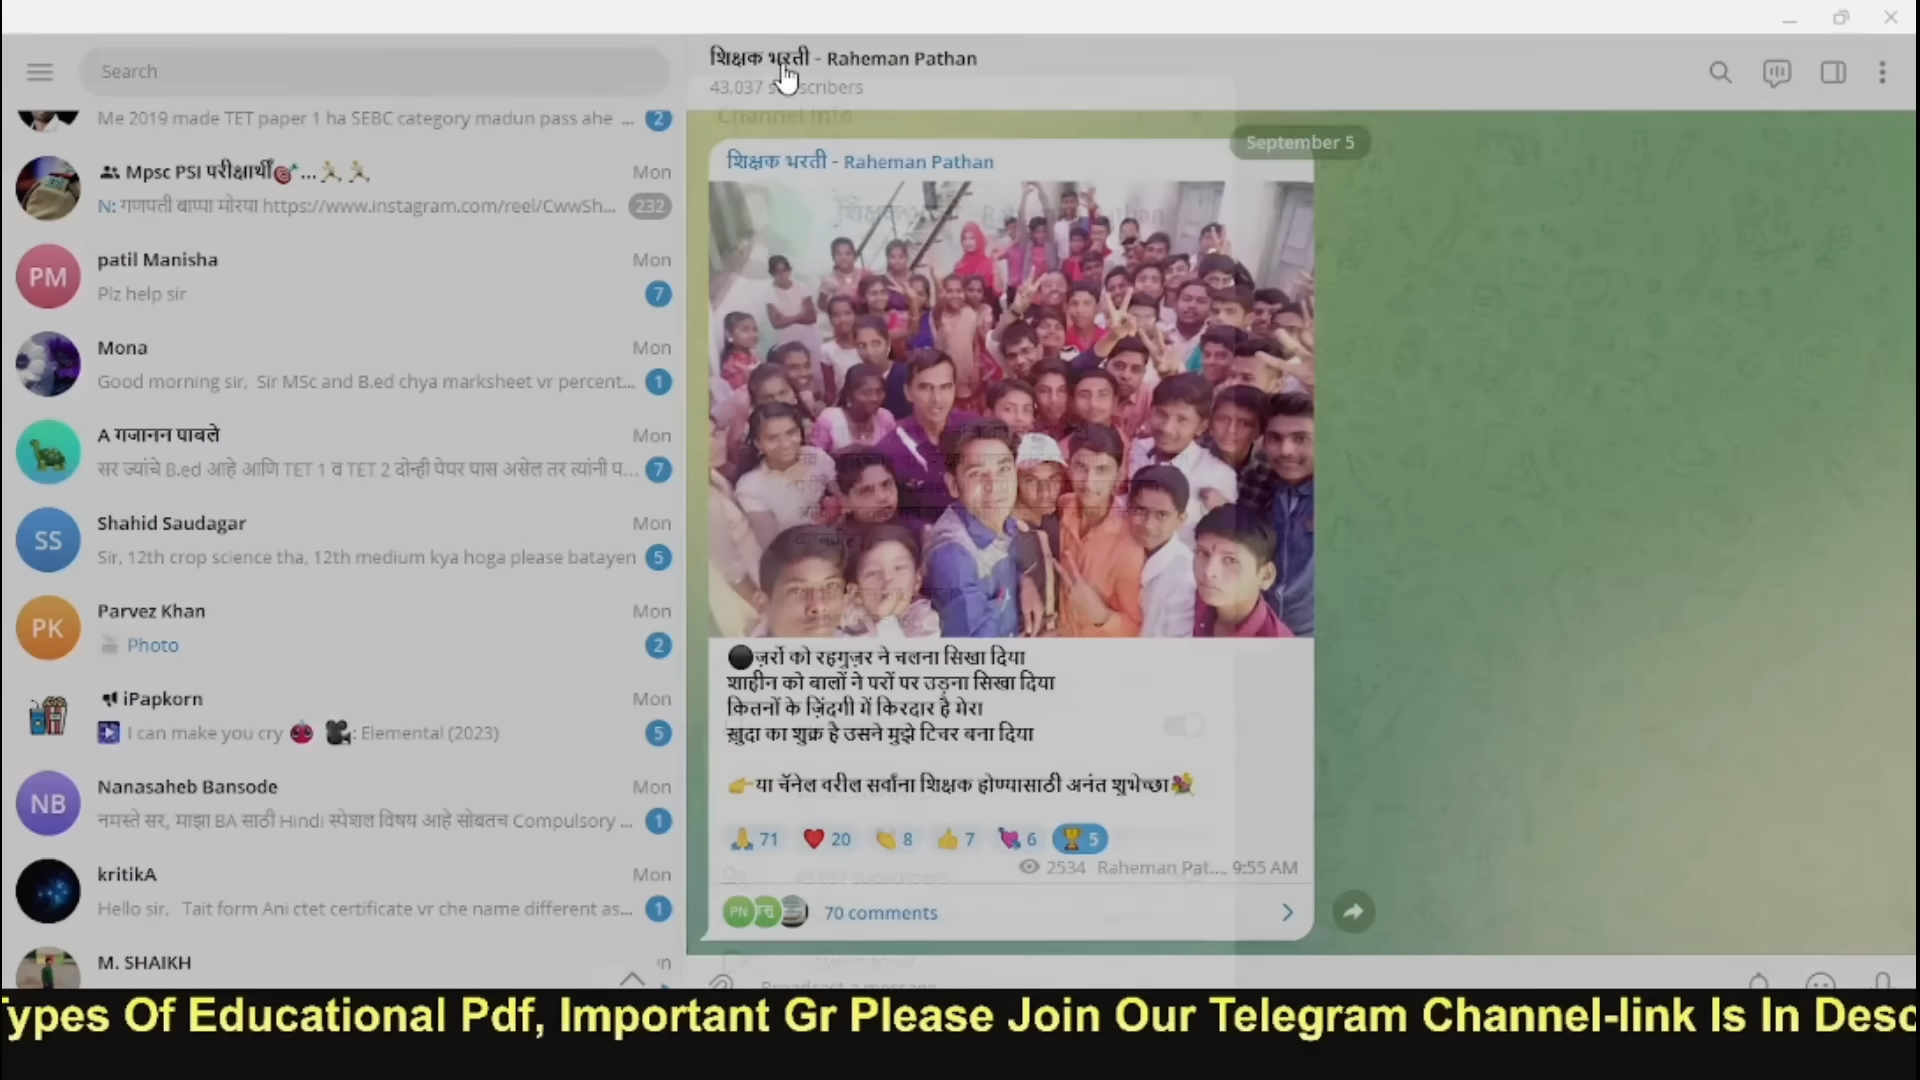 Search
Me 2019 made TET paper 1 ha SEBC category madun pass ahe ... 2
Mpsc PSI परीक्षार्थी🎯...🏃🏃 Mon
N: गणपती बाप्पा मोरया https://www.instagram.com/reel/CwwSh... 232
PM
patil Manisha Mon
Plz help sir 7
Mona Mon
Good morning sir, Sir MSc and B.ed chya marksheet vr percent... 1
A गजानन पाबले Mon
सर ज्यांचे B.ed आहे आणि TET 1 व TET 2 दोन्ही पेपर पास असेल तर त्यांनी प... 7
SS
Shahid Saudagar Mon
Sir, 12th crop science tha, 12th medium kya hoga please batayen 5
PK
Parvez Khan Mon
Photo 2
iPapkorn Mon
I can make you cry 🍅 🎥: Elemental (2023) 5
NB
Nanasaheb Bansode Mon
नमस्ते सर, माझा BA साठी Hindi स्पेशल विषय आहे सोबतच Compulsory ... 1
kritikA Mon
Hello sir, Tait form Ani ctet certificate vr che name different as... 1
M. SHAIKH
शिक्षक भरती - Raheman Pathan
43,037 subscribers
Channel Info
September 5
शिक्षक भरती - Raheman Pathan
⚫ज़र्रो को रहगुज़र ने चलना सिखा दिया
शाहीन को बालों ने परों पर उड़ना सिखा दिया
कितनों के ज़िंदगी में किरदार है मेरा
ख़ुदा का शुक्र है उसने मुझे टिचर बना दिया
👉या चॅनेल वरील सर्वांना शिक्षक होण्यासाठी अनंत शुभेच्छा💐
🙏 71 ❤️ 20 👏 8 👍 7 💘 6 🏆 5
2534 Raheman Pat..., 9:55 AM
PN
70 comments
Broadcast a message...
Types Of Educational Pdf, Important Gr Please Join Our Telegram Channel-link Is In Desc